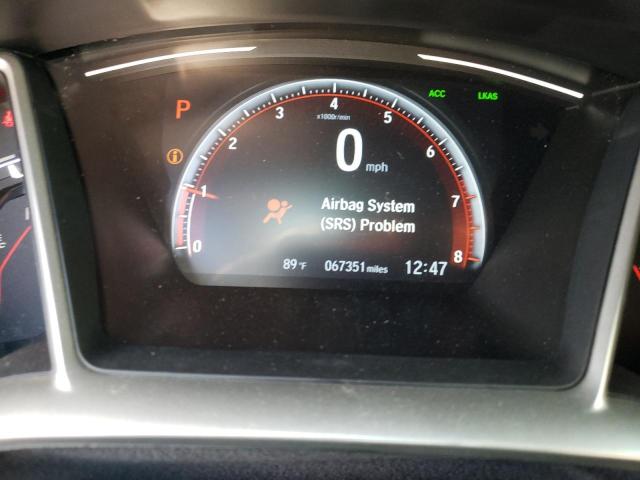 ACC LKAS
P
4
3 5
x1000r/min
2 6
0 mph
1 7
Airbag System
(SRS) Problem
0 8
89°F 067351 miles 12:47